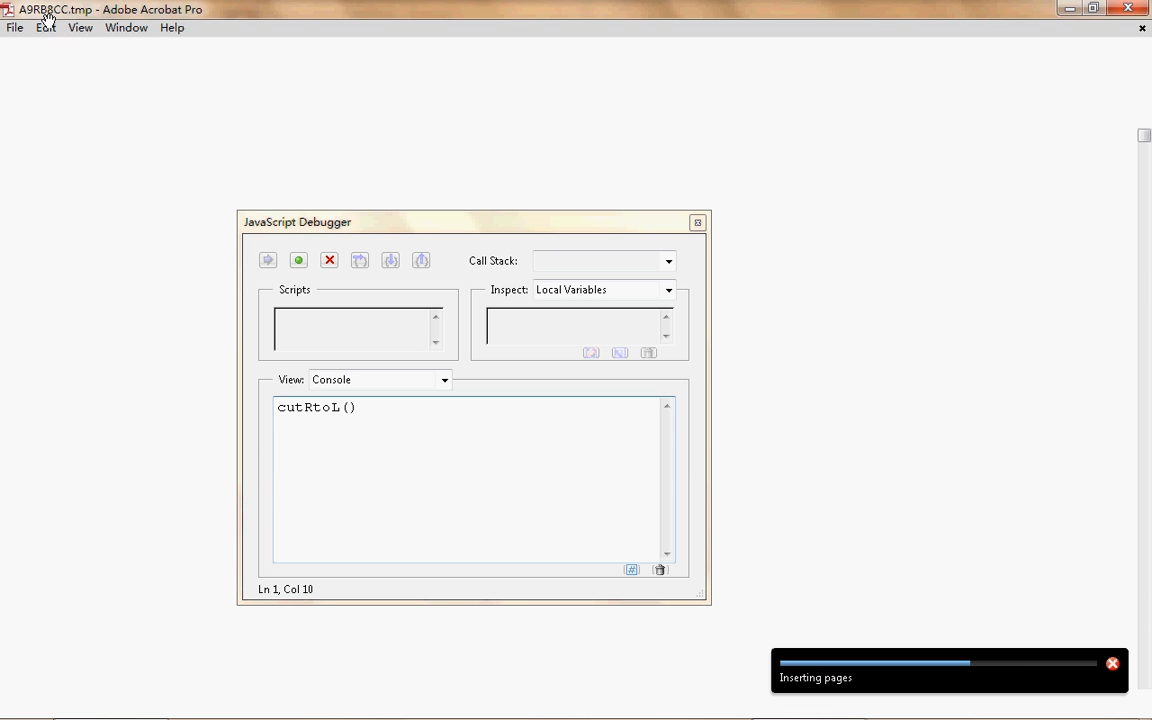 A9RB8CC.tmp - Adobe Acrobat Pro
File Edit View Window Help
JavaScript Debugger
Call Stack:
Scripts
Inspect: Local Variables
View: Console
cutRtoL()
Ln 1, Col 10
Inserting pages